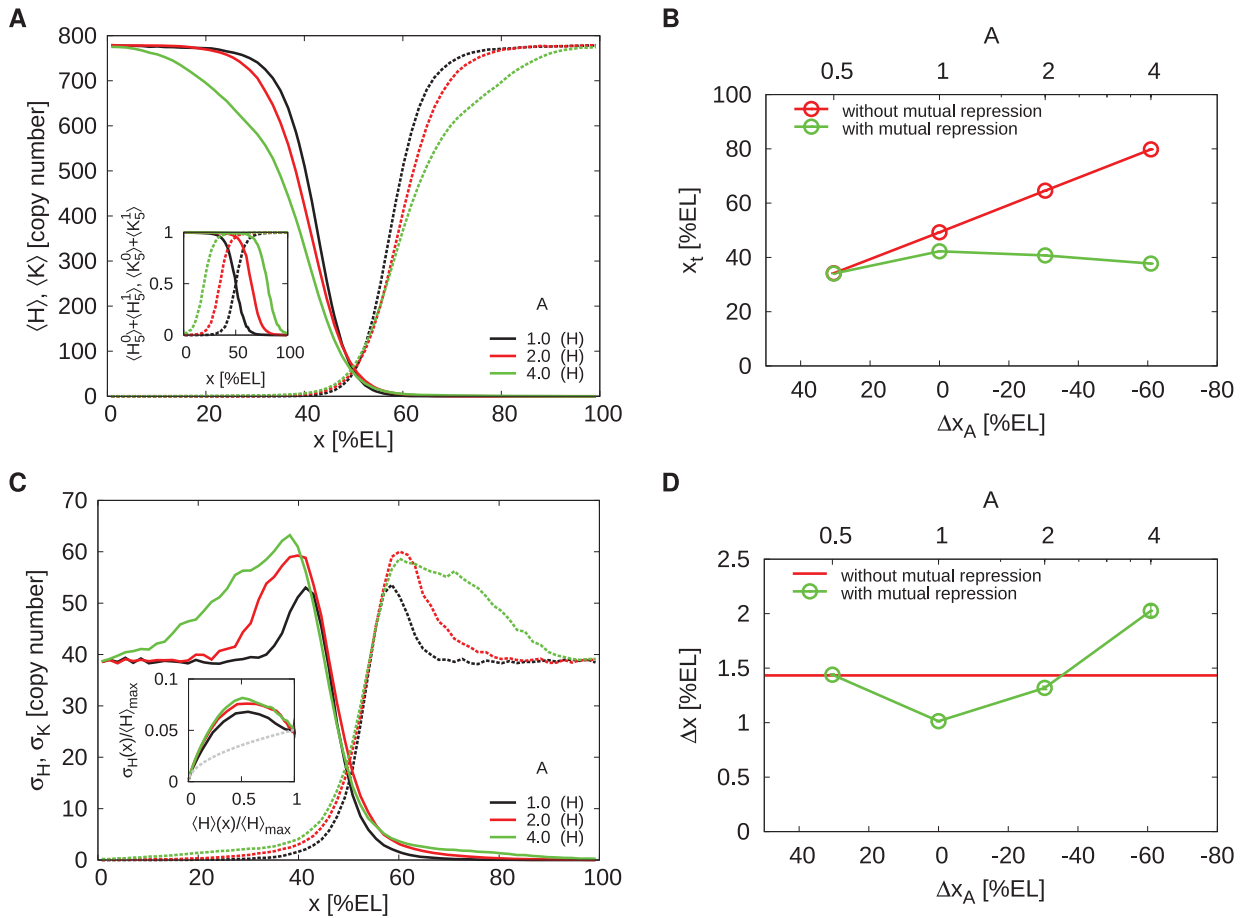 A
⟨H⟩, ⟨K⟩ [copy number]
800
700
600
500
400
300
200
100
0
0 20 40 60 80 100
x [%EL]
A
1.0 (H)
2.0 (H)
4.0 (H)
⟨H₅⁰⟩+⟨H₅¹⟩, ⟨K₅⁰⟩+⟨K₅¹⟩
1
0.5
0
0 50 100
x [%EL]
B
A
0.5 1 2 4
x_t [%EL]
100
80
60
40
20
0
without mutual repression
with mutual repression
40 20 0 -20 -40 -60 -80
Δx_A [%EL]
C
σ_H, σ_K [copy number]
70
60
50
40
30
20
10
0
0 20 40 60 80 100
x [%EL]
A
1.0 (H)
2.0 (H)
4.0 (H)
σ_H(x)/⟨H⟩_max
0.1
0.05
0
0 0.5 1
⟨H⟩(x)/⟨H⟩_max
D
A
0.5 1 2 4
Δx [%EL]
2.5
2
1.5
1
0.5
0
without mutual repression
with mutual repression
40 20 0 -20 -40 -60 -80
Δx_A [%EL]